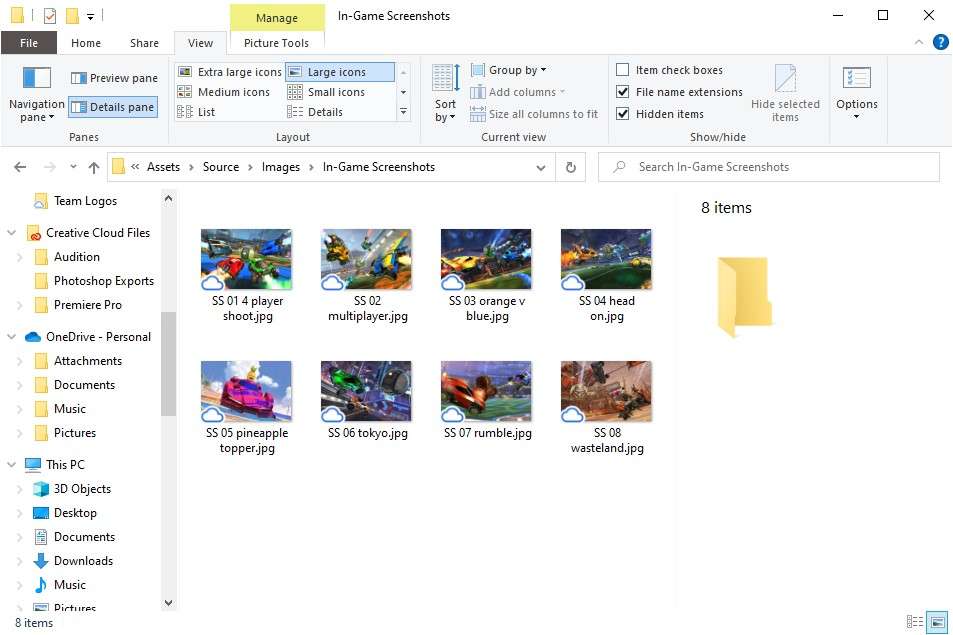 Manage
In-Game Screenshots
File
Home
Share
View
Picture Tools
?
Navigation pane
Preview pane
Details pane
Panes
Extra large icons
Large icons
Medium icons
Small icons
List
Details
Layout
Sort by
Group by
Add columns
Size all columns to fit
Current view
Item check boxes
File name extensions
Hidden items
Hide selected items
Show/hide
Options
« Assets › Source › Images › In-Game Screenshots
Search In-Game Screenshots
Team Logos
Creative Cloud Files
Audition
Photoshop Exports
Premiere Pro
OneDrive - Personal
Attachments
Documents
Music
Pictures
This PC
3D Objects
Desktop
Documents
Downloads
Music
Pictures
SS 01 4 player
shoot.jpg
SS 02
multiplayer.jpg
SS 03 orange v
blue.jpg
SS 04 head
on.jpg
SS 05 pineapple
topper.jpg
SS 06 tokyo.jpg
SS 07 rumble.jpg
SS 08
wasteland.jpg
8 items
8 items